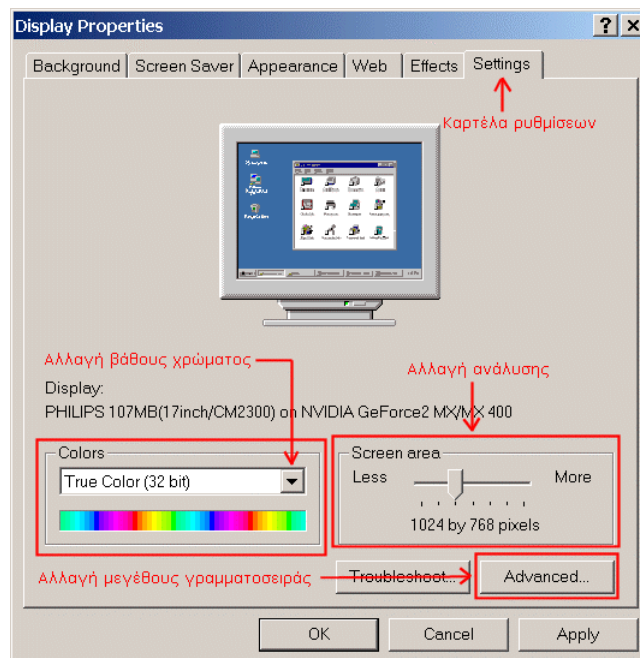 Display Properties
Background Screen Saver Appearance Web Effects Settings
Καρτέλα ρυθμίσεων
Αλλαγή βάθους χρώματος
Αλλαγή ανάλυσης
Display:
PHILIPS 107MB(17inch/CM2300) on NVIDIA GeForce2 MX/MX 400
Colors
True Color (32 bit)
Screen area
Less More
1024 by 768 pixels
Αλλαγή μεγέθους γραμματοσειράς
Troubleshoot... Advanced...
OK Cancel Apply